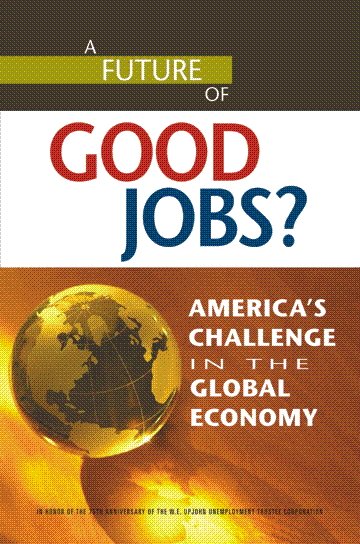 A
FUTURE
OF
GOOD
JOBS?
AMERICA'S
CHALLENGE
IN THE
GLOBAL
ECONOMY
IN HONOR OF THE 75TH ANNIVERSARY OF THE W.E. UPJOHN UNEMPLOYMENT TRUSTEE CORPORATION